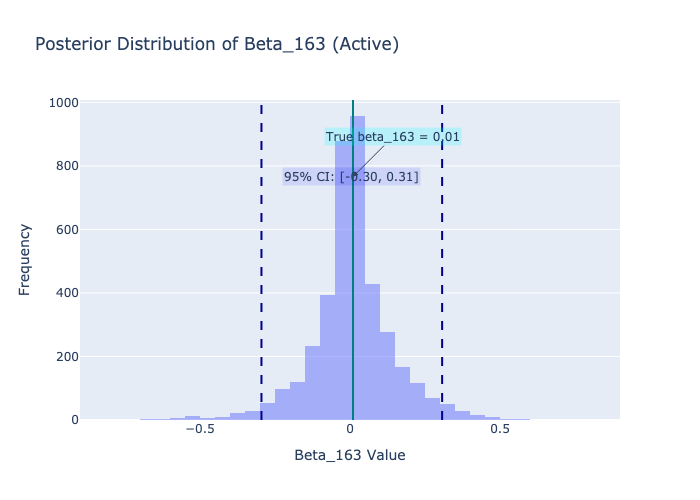 Posterior Distribution of Beta_163 (Active)
1000
800
600
400
200
0
Frequency
True beta_163 = 0.01
95% CI: [-0.30, 0.31]
−0.5
0
0.5
Beta_163 Value